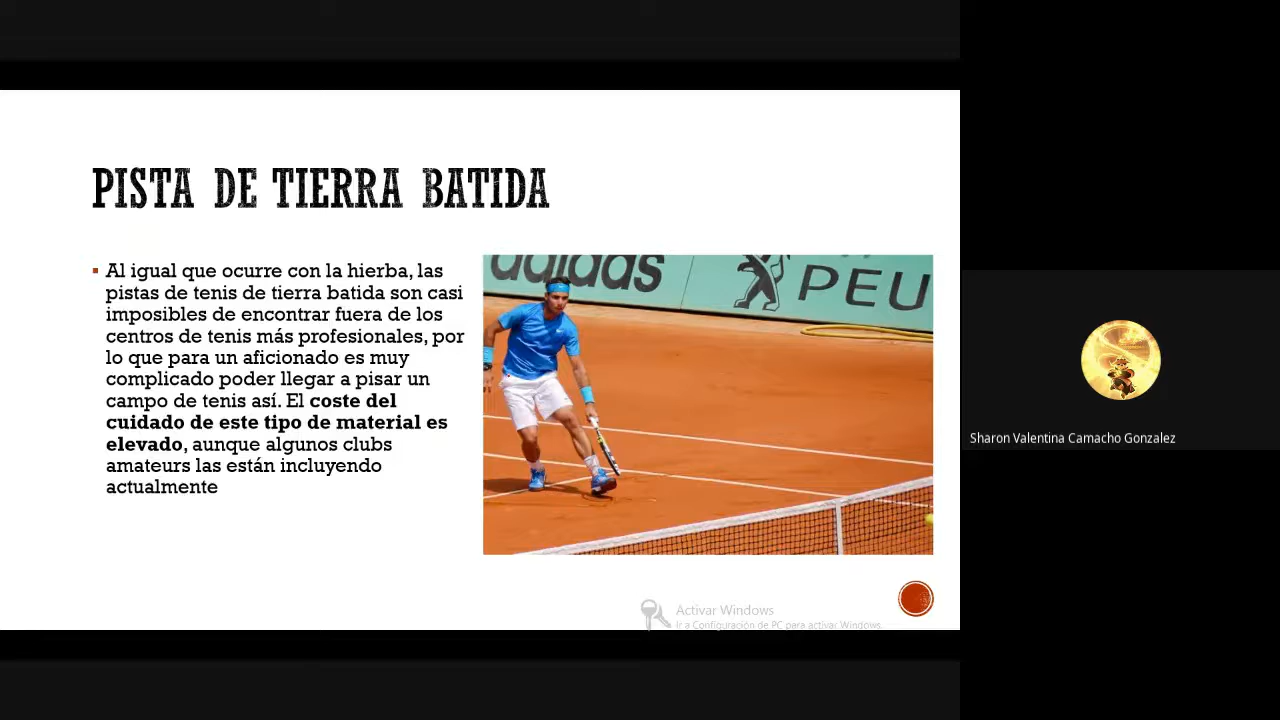 PISTA DE TIERRA BATIDA
Al igual que ocurre con la hierba, las
pistas de tenis de tierra batida son casi
imposibles de encontrar fuera de los
centros de tenis más profesionales, por
lo que para un aficionado es muy
complicado poder llegar a pisar un
campo de tenis así. El coste del
cuidado de este tipo de material es
elevado, aunque algunos clubs
amateurs las están incluyendo
actualmente
adidas
PEU
Sharon Valentina Camacho Gonzalez
Activar Windows
Ir a Configuración de PC para activar Windows.